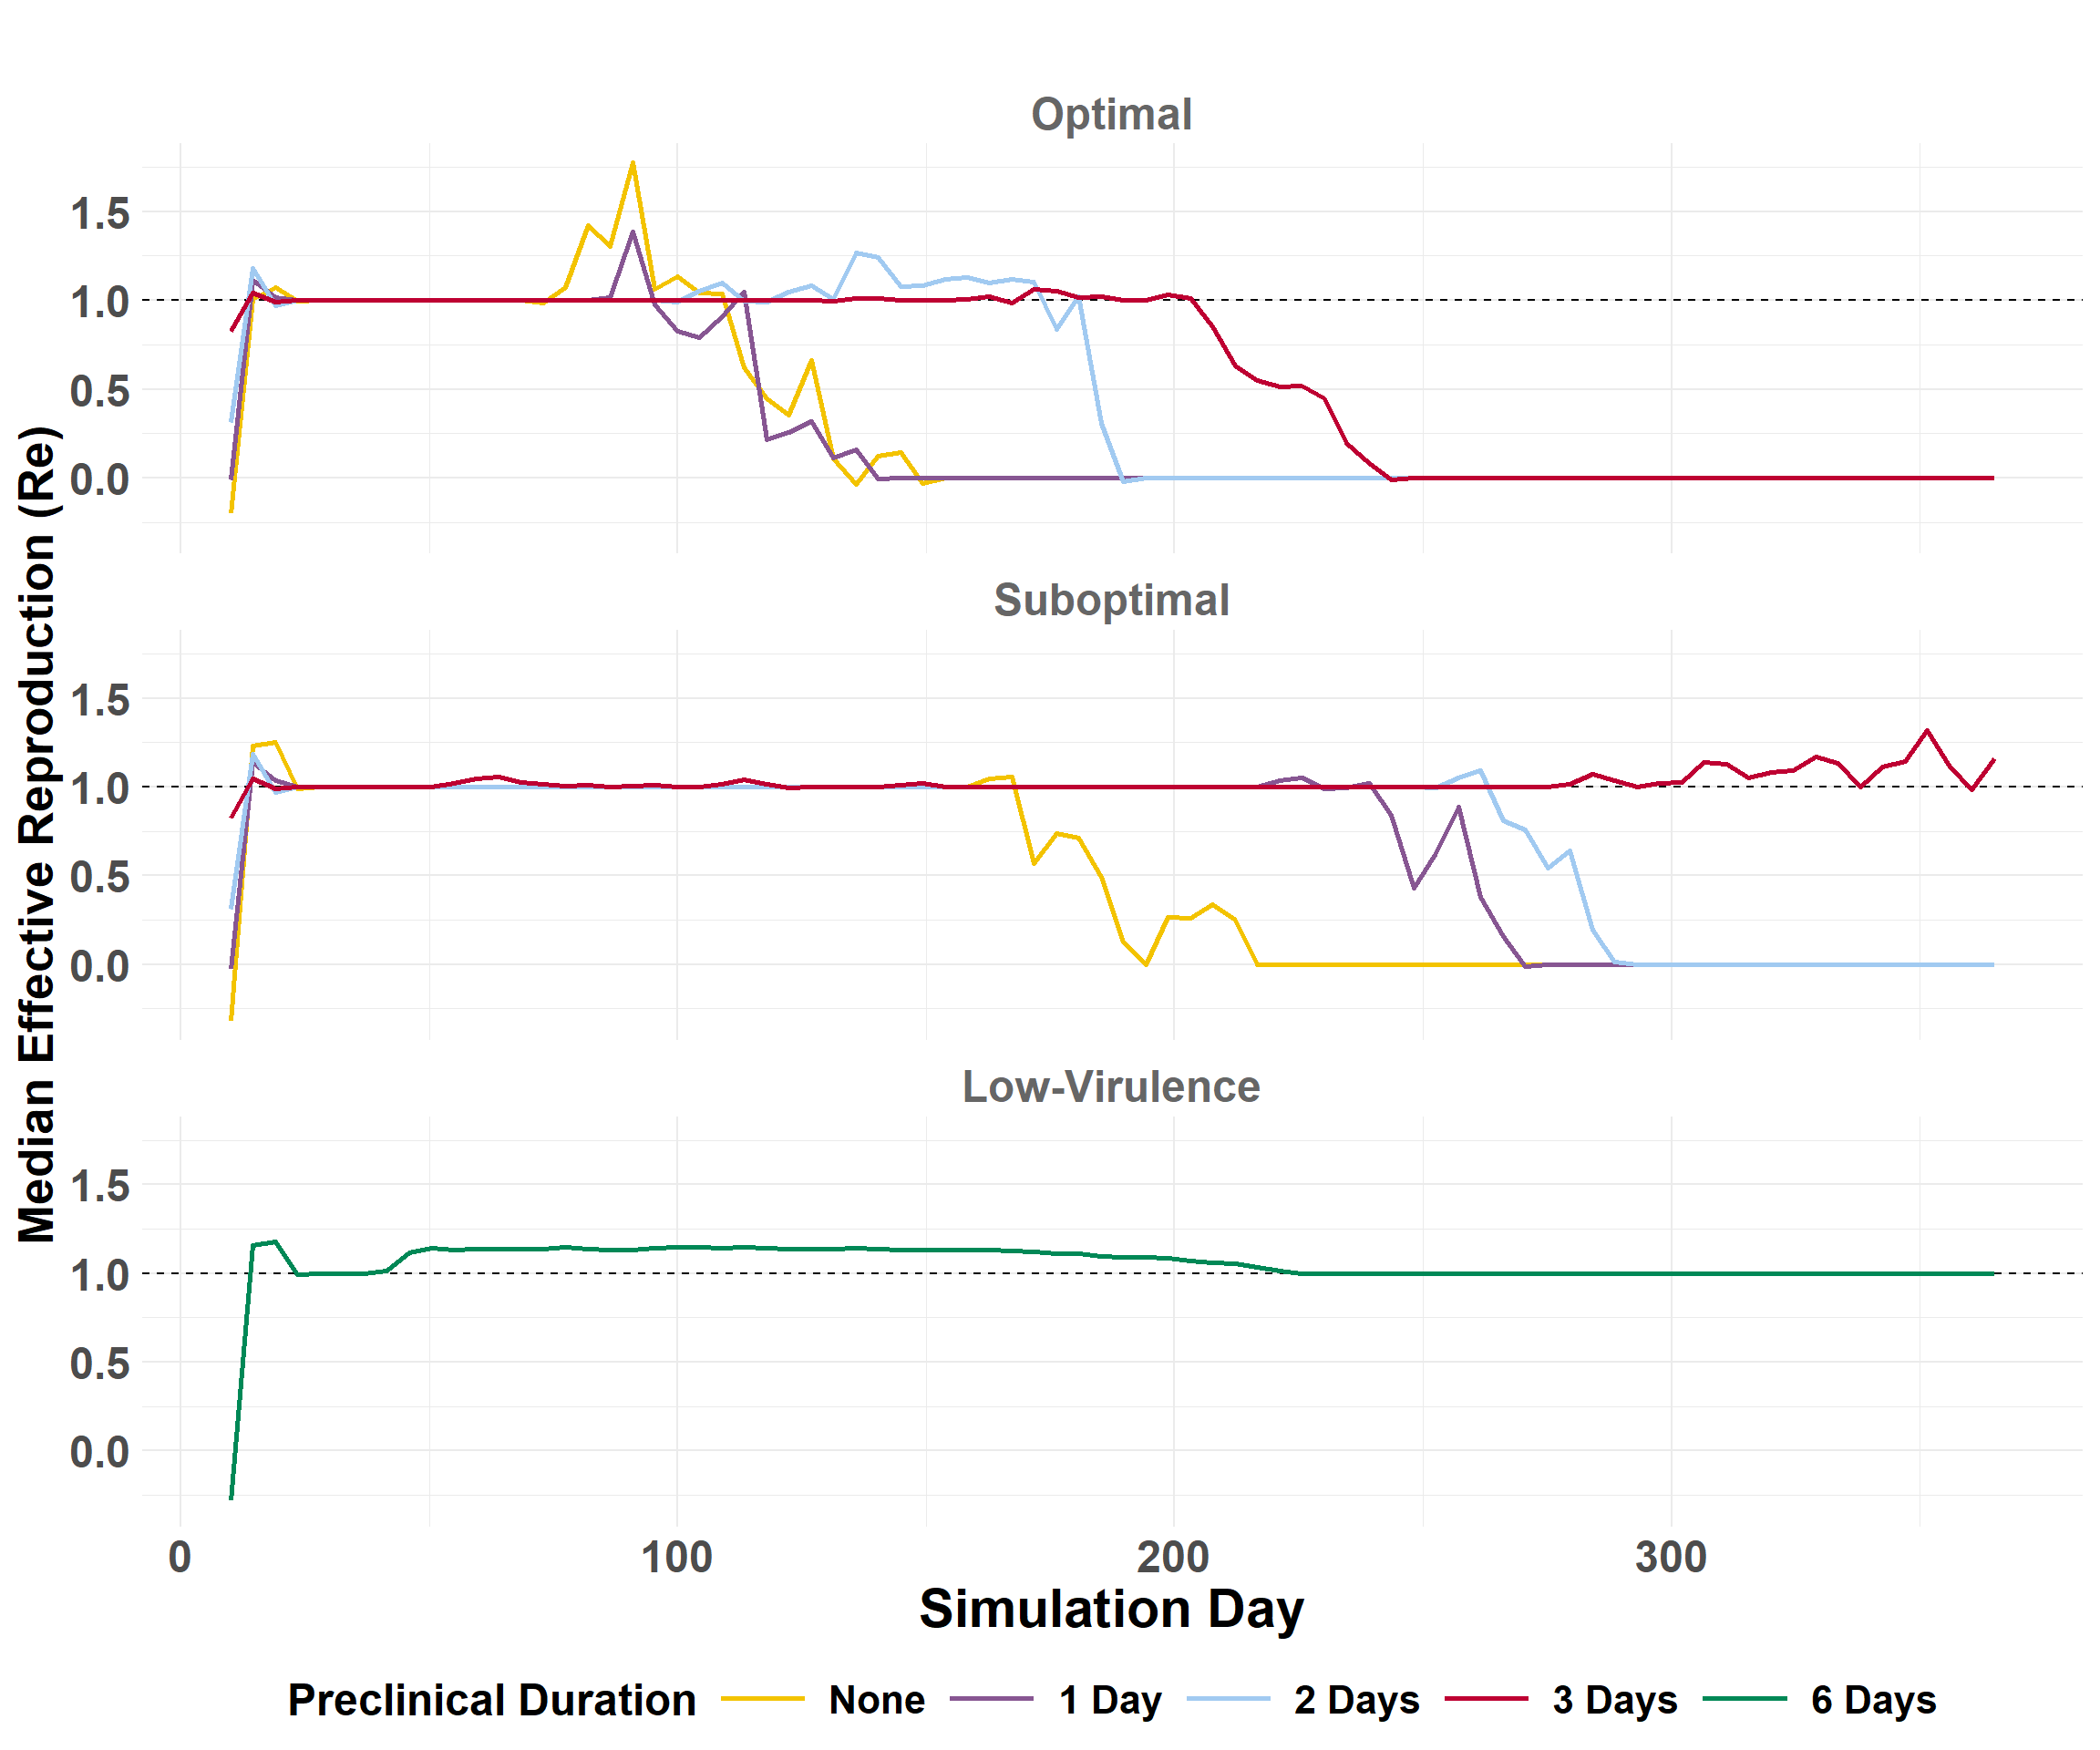 Optimal
1.5
1.0
0.5
0.0
Suboptimal
1.5
1.0
0.5
0.0
Low-Virulence
1.5
1.0
0.5
0.0
Median Effective Reproduction (Re)
0 100 200 300
Simulation Day
Preclinical Duration None 1 Day 2 Days 3 Days 6 Days